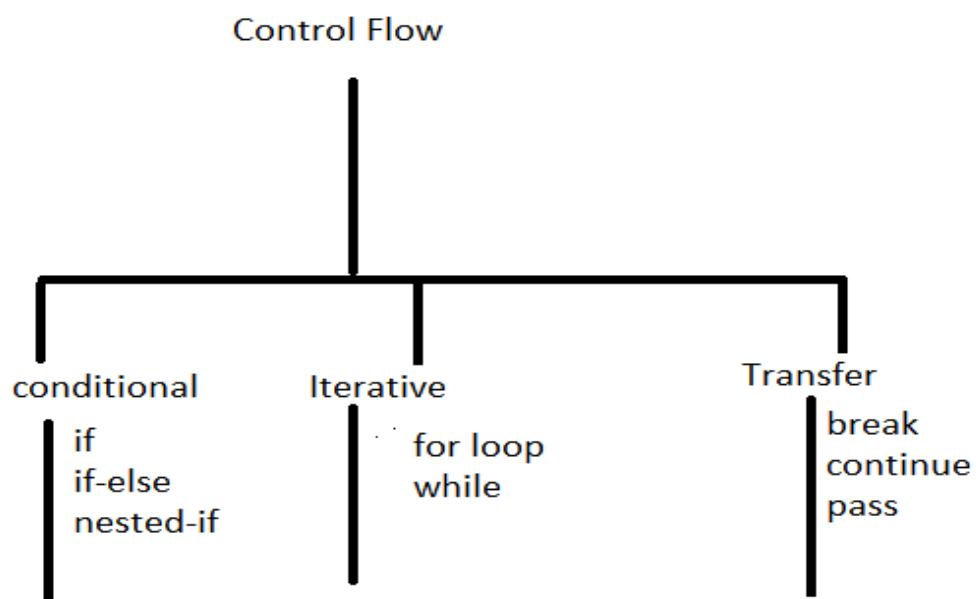 Control Flow
conditional
if
if-else
nested-if
Iterative
for loop
while
Transfer
break
continue
pass